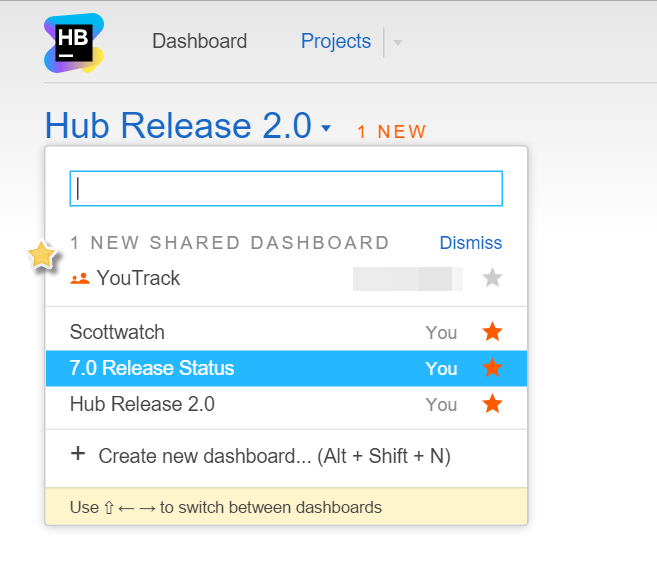 HB
Dashboard Projects
Hub Release 2.0 1 NEW
1 NEW SHARED DASHBOARD Dismiss
YouTrack
Scottwatch You
7.0 Release Status You
Hub Release 2.0 You
+ Create new dashboard... (Alt + Shift + N)
Use ⇧ ← → to switch between dashboards